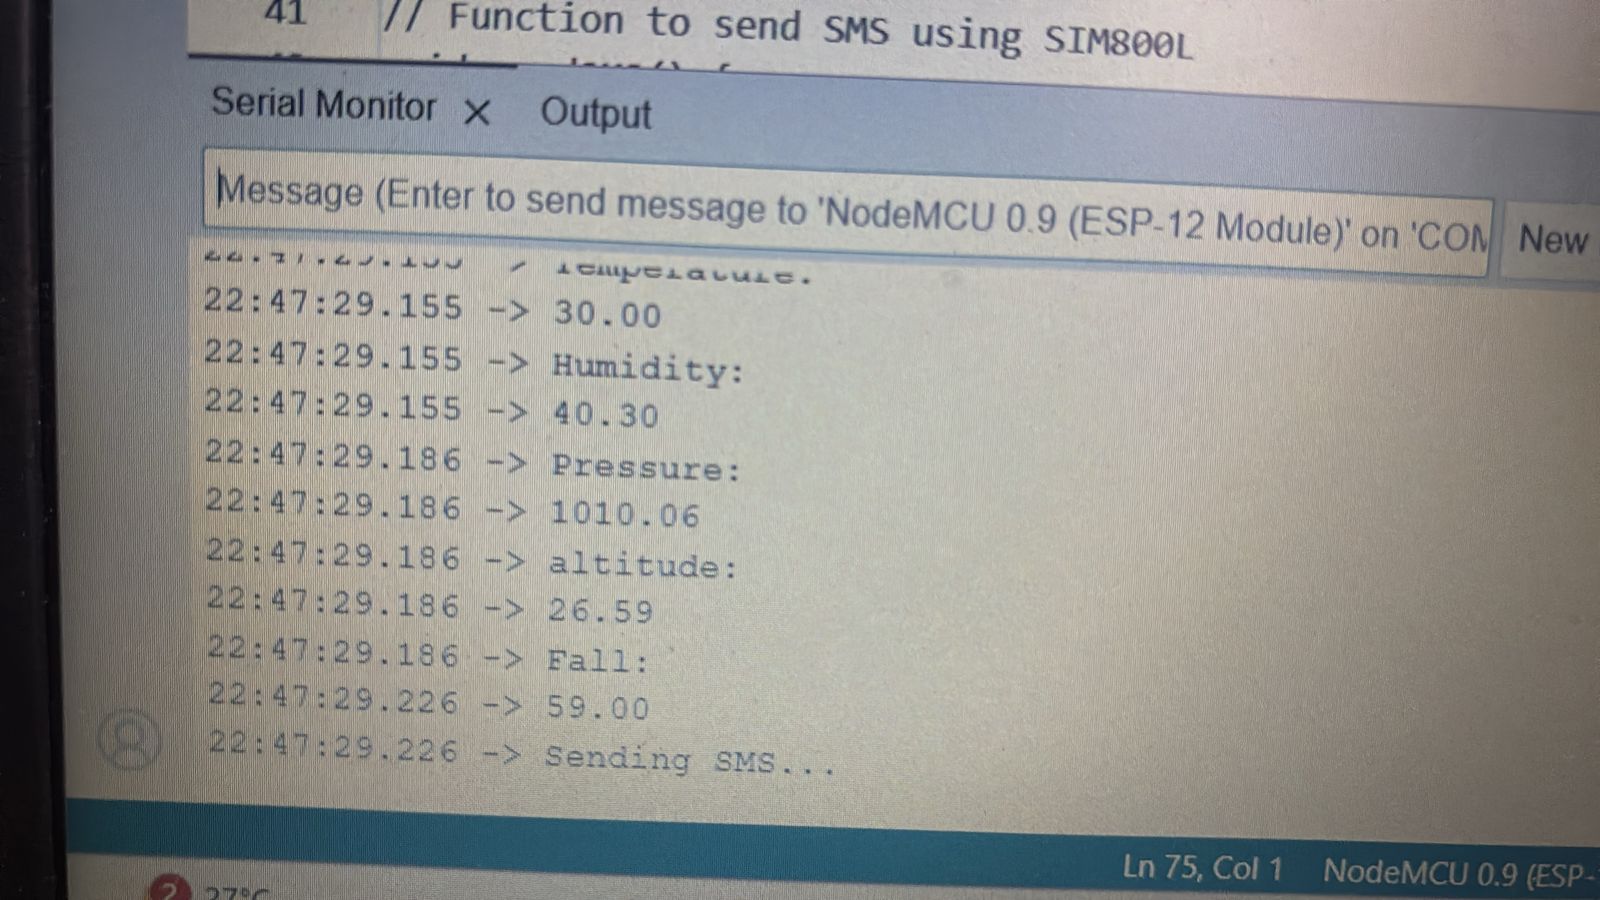 41 // Function to send SMS using SIM800L
Serial Monitor × Output
Message (Enter to send message to 'NodeMCU 0.9 (ESP-12 Module)' on 'COM
New
Temperature:
22:47:29.155 -> 30.00
22:47:29.155 -> Humidity:
22:47:29.155 -> 40.30
22:47:29.186 -> Pressure:
22:47:29.186 -> 1010.06
22:47:29.186 -> altitude:
22:47:29.186 -> 26.59
22:47:29.186 -> Fall:
22:47:29.226 -> 59.00
22:47:29.226 -> Sending SMS...
Ln 75, Col 1 NodeMCU 0.9 (ESP-
27°C